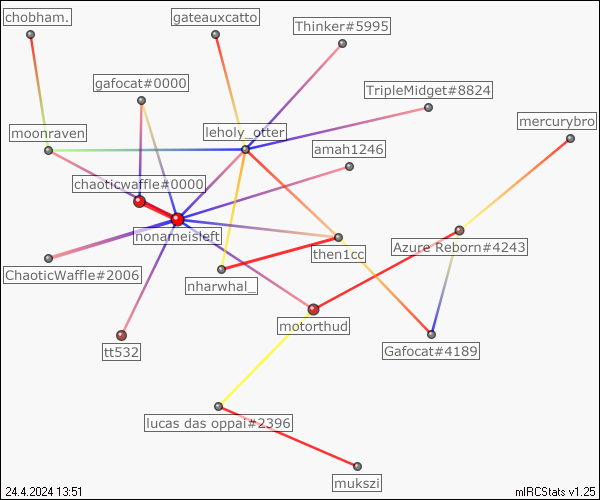 chobham.
gateauxcatto
Thinker#5995
gafocat#0000
TripleMidget#8824
mercurybro
moonraven
leholy_otter
amah1246
chaoticwaffle#0000
nonameisleft
Azure Reborn#4243
then1cc
ChaoticWaffle#2006
nharwhal_
motorthud
tt532
Gafocat#4189
lucas das oppai#2396
mukszi
24.4.2024 13:51
mIRCStats v1.25